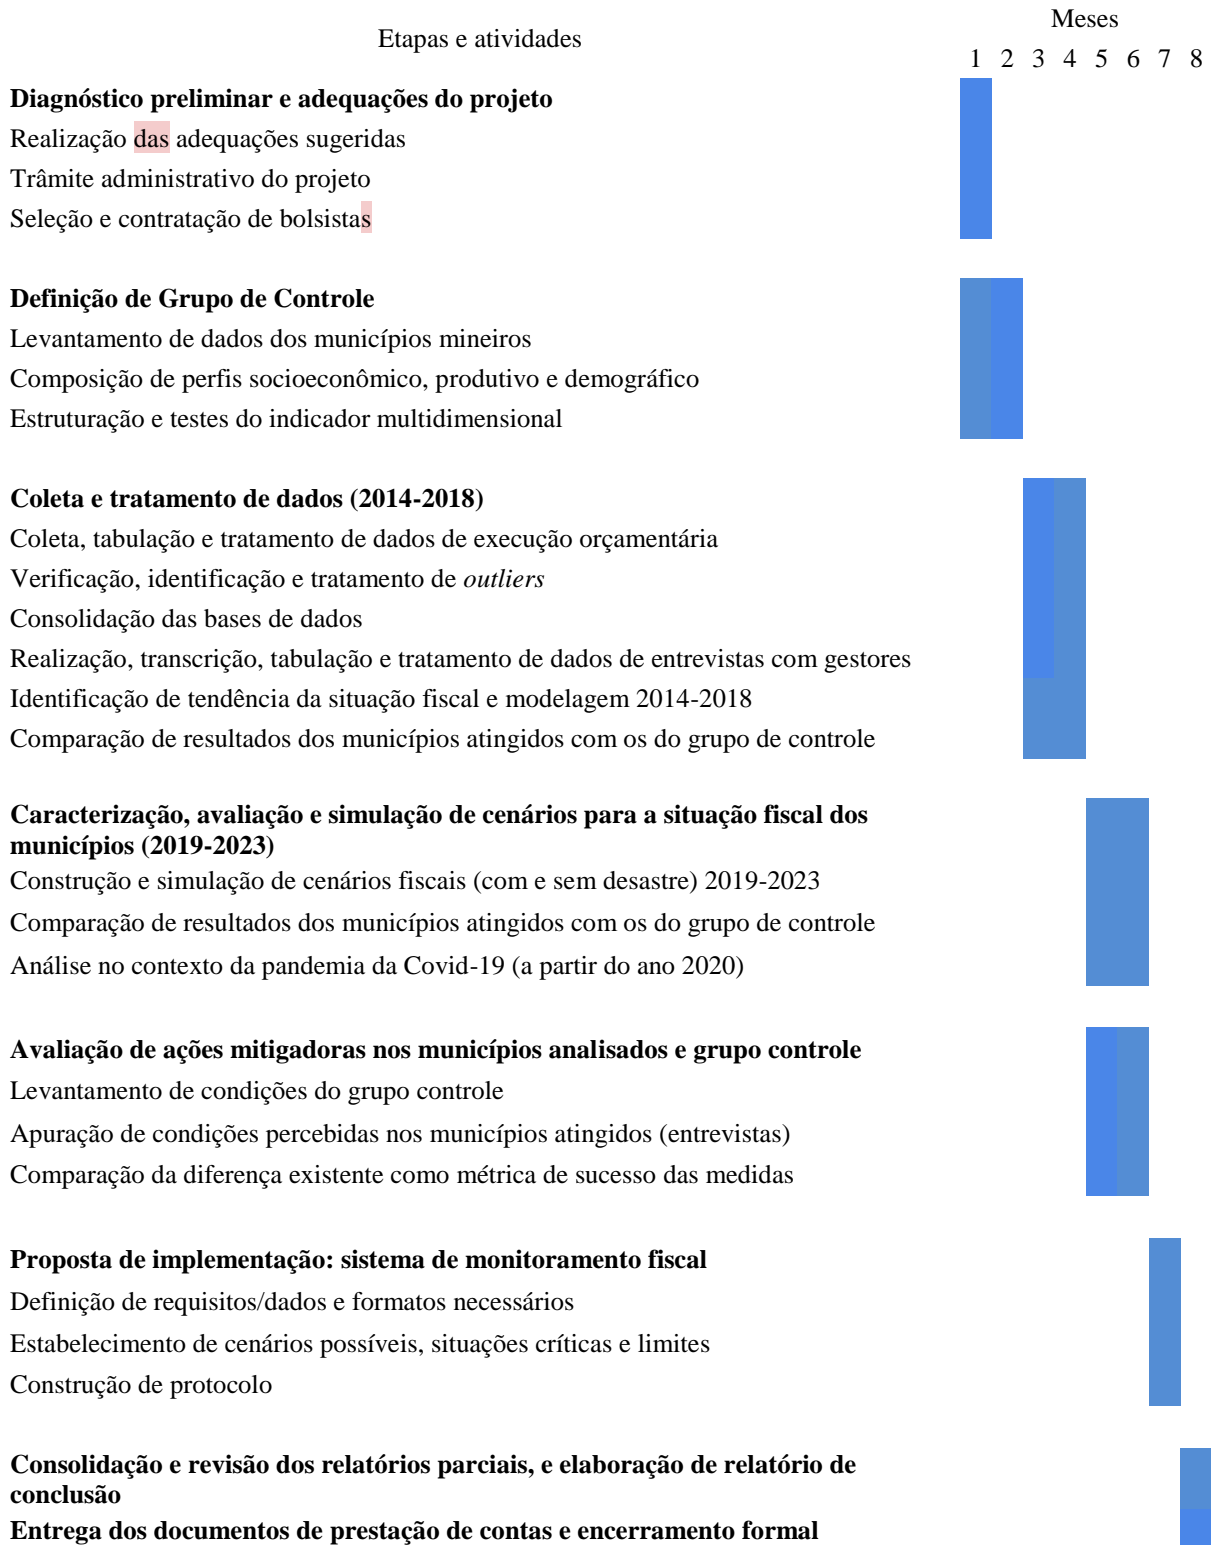 Meses
Etapas e atividades
1 2 3 4 5 6 7 8
Diagnóstico preliminar e adequações do projeto
Realização das adequações sugeridas
Trâmite administrativo do projeto
Seleção e contratação de bolsistas
Definição de Grupo de Controle
Levantamento de dados dos municípios mineiros
Composição de perfis socioeconômico, produtivo e demográfico
Estruturação e testes do indicador multidimensional
Coleta e tratamento de dados (2014-2018)
Coleta, tabulação e tratamento de dados de execução orçamentária
Verificação, identificação e tratamento de outliers
Consolidação das bases de dados
Realização, transcrição, tabulação e tratamento de dados de entrevistas com gestores
Identificação de tendência da situação fiscal e modelagem 2014-2018
Comparação de resultados dos municípios atingidos com os do grupo de controle
Caracterização, avaliação e simulação de cenários para a situação fiscal dos
municípios (2019-2023)
Construção e simulação de cenários fiscais (com e sem desastre) 2019-2023
Comparação de resultados dos municípios atingidos com os do grupo de controle
Análise no contexto da pandemia da Covid-19 (a partir do ano 2020)
Avaliação de ações mitigadoras nos municípios analisados e grupo controle
Levantamento de condições do grupo controle
Apuração de condições percebidas nos municípios atingidos (entrevistas)
Comparação da diferença existente como métrica de sucesso das medidas
Proposta de implementação: sistema de monitoramento fiscal
Definição de requisitos/dados e formatos necessários
Estabelecimento de cenários possíveis, situações críticas e limites
Construção de protocolo
Consolidação e revisão dos relatórios parciais, e elaboração de relatório de
conclusão
Entrega dos documentos de prestação de contas e encerramento formal